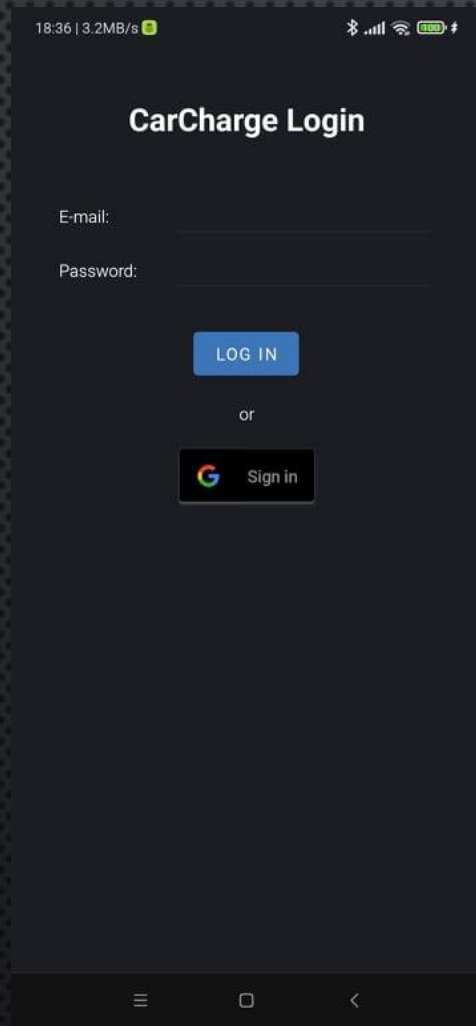 18:36 | 3.2MB/s
100
CarCharge Login
E-mail:
Password:
LOG IN
or
G Sign in